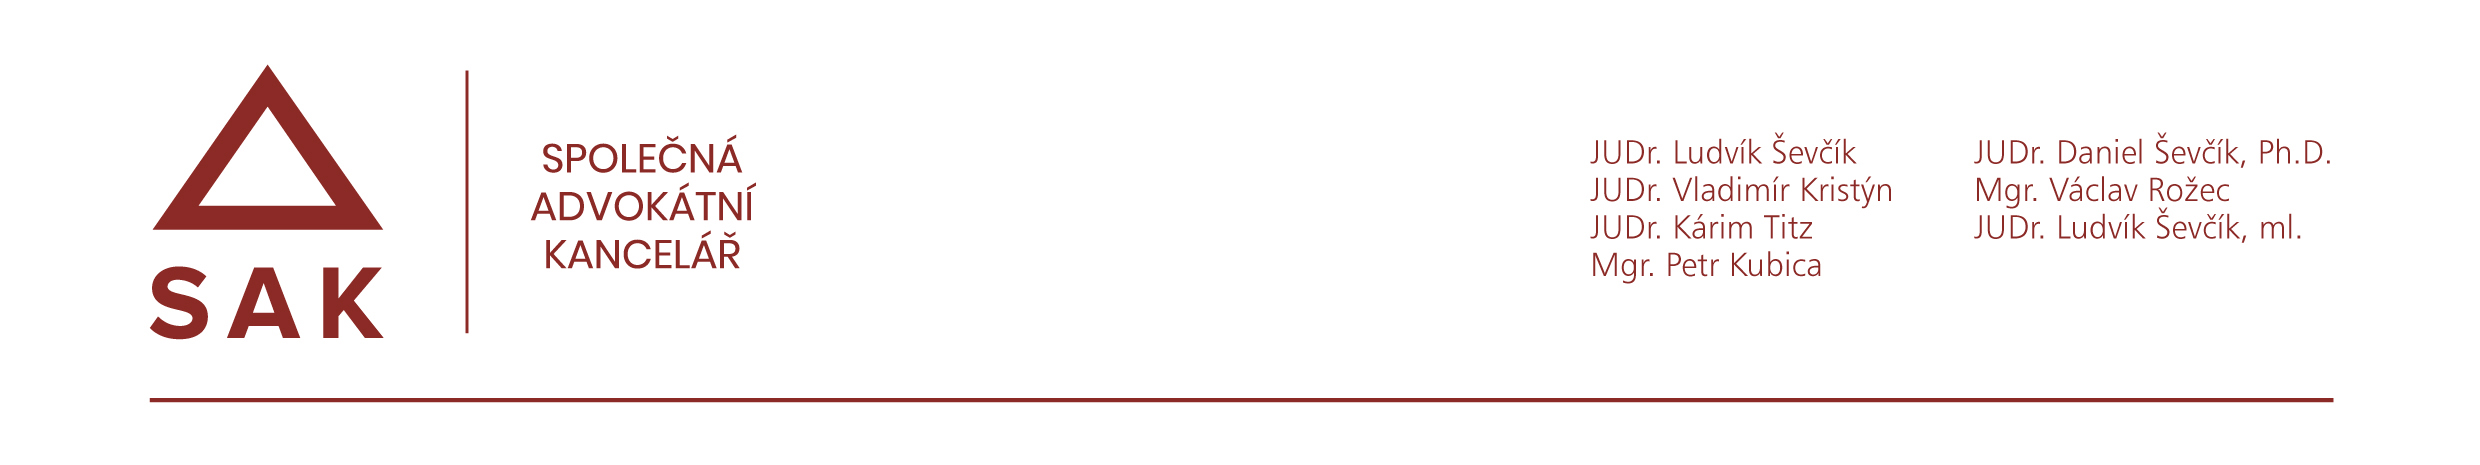 SAK
SPOLEČNÁ
ADVOKÁTNÍ
KANCELÁŘ
JUDr. Ludvík Ševčík
JUDr. Vladimír Kristýn
JUDr. Kárim Titz
Mgr. Petr Kubica
JUDr. Daniel Ševčík, Ph.D.
Mgr. Václav Rožec
JUDr. Ludvík Ševčík, ml.